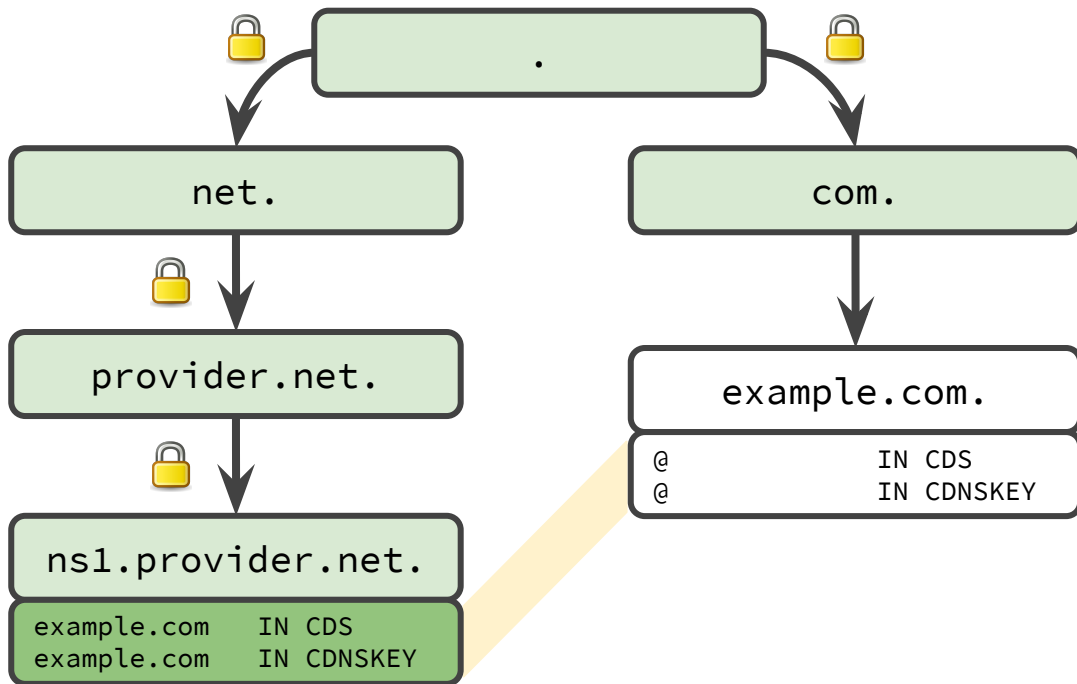 .
net.
com.
provider.net.
example.com.
@ IN CDS
@ IN CDNSKEY
ns1.provider.net.
example.com IN CDS
example.com IN CDNSKEY